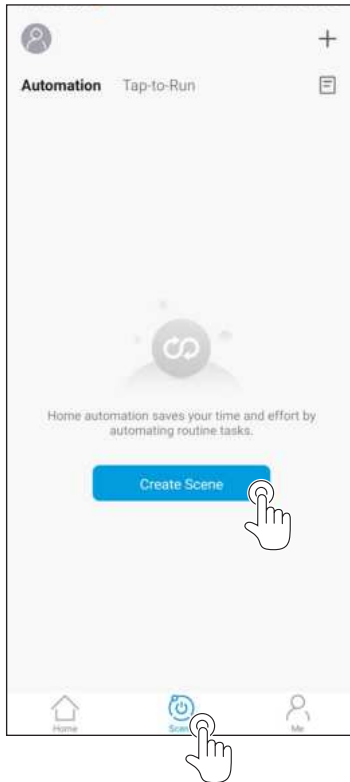 Automation Tap-to-Run
Home automation saves your time and effort by
automating routine tasks.
Create Scene
Home Me